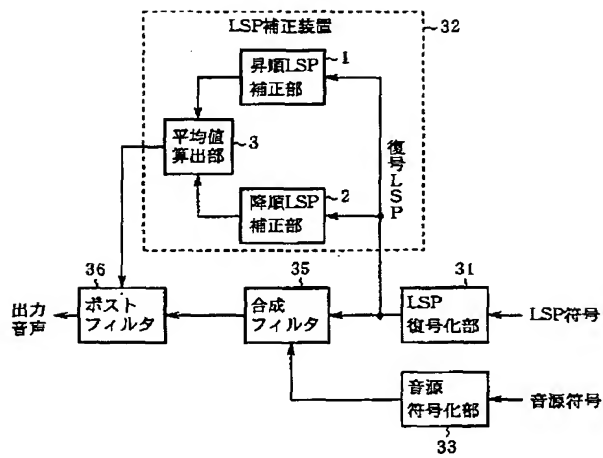 LSP補正装置
32
昇順LSP
補正部
1
平均値
算出部
3
復号LSP
降順LSP
補正部
2
36
ポスト
フィルタ
出力
音声
35
合成
フィルタ
31
LSP
復号化部
LSP符号
音源
符号化部
33
音源符号